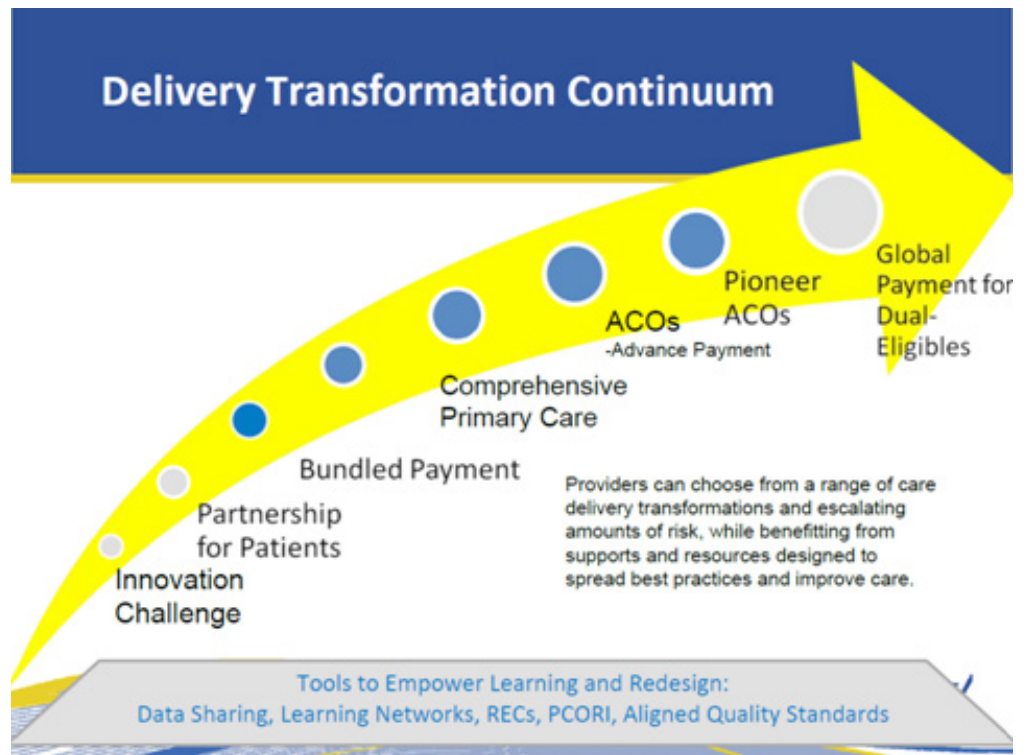 Delivery Transformation Continuum
Global
Payment for
Dual-
Eligibles
Pioneer
ACOs
ACOs
-Advance Payment
Comprehensive
Primary Care
Bundled Payment
Partnership
for Patients
Innovation
Challenge
Providers can choose from a range of care
delivery transformations and escalating
amounts of risk, while benefitting from
supports and resources designed to
spread best practices and improve care.
Tools to Empower Learning and Redesign:
Data Sharing, Learning Networks, RECs, PCORI, Aligned Quality Standards